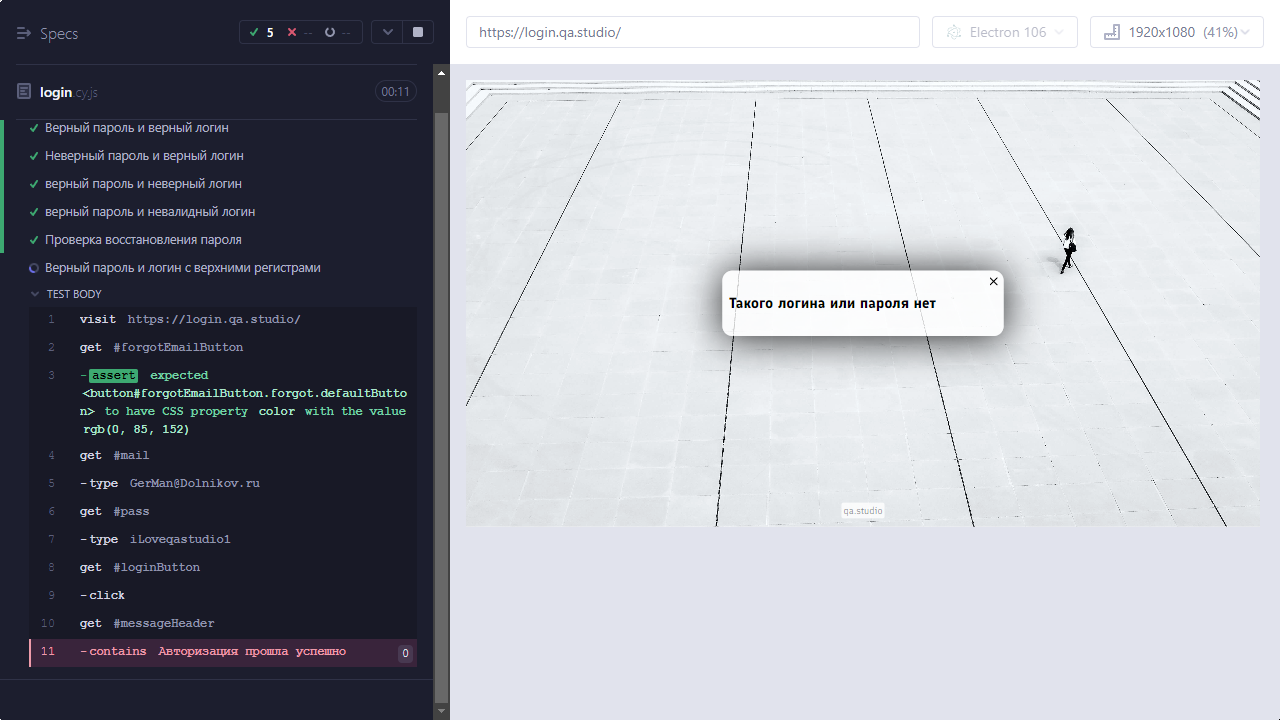 Specs
5
--
--
https://login.qa.studio/
Electron 106
1920x1080 (41%)
login.cy.js
00:11
Верный пароль и верный логин
Неверный пароль и верный логин
верный пароль и неверный логин
верный пароль и невалидный логин
Проверка восстановления пароля
Верный пароль и логин с верхними регистрами
TEST BODY
1 visit https://login.qa.studio/
2 get #forgotEmailButton
3 -assert expected
<button#forgotEmailButton.forgot.defaultButto
n> to have CSS property color with the value
rgb(0, 85, 152)
4 get #mail
5 -type GerMan@Dolnikov.ru
6 get #pass
7 -type iLoveqastudio1
8 get #loginButton
9 -click
10 get #messageHeader
11 -contains Авторизация прошла успешно 0
Такого логина или пароля нет
qa.studio